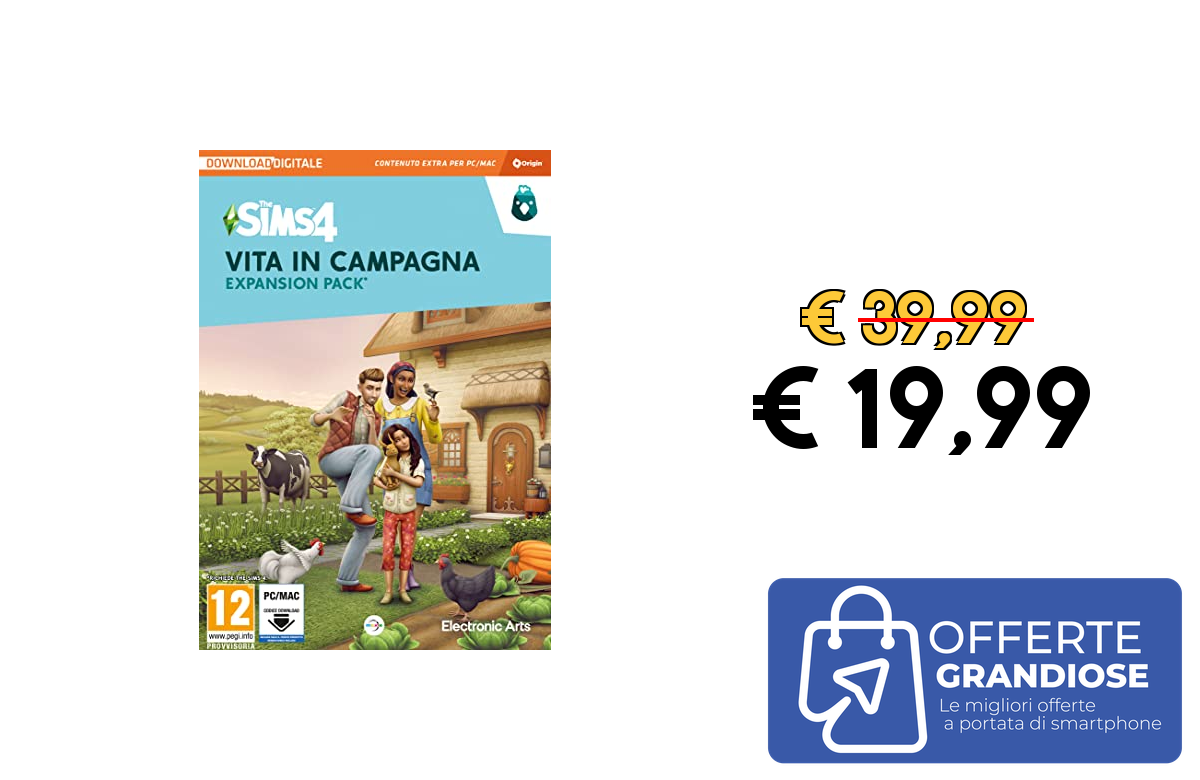 DOWNLOAD DIGITALE
CONTENUTO EXTRA PER PC/MAC
Origin
The
SIMS4
VITA IN CAMPAGNA
EXPANSION PACK*
*RICHIEDE THE SIMS 4
12
www.pegi.info
PROVVISORIA
PC/MAC
CODICE DOWNLOAD
Electronic Arts
€ 39,99
€ 19,99
OFFERTE
GRANDIOSE
Le migliori offerte
a portata di smartphone